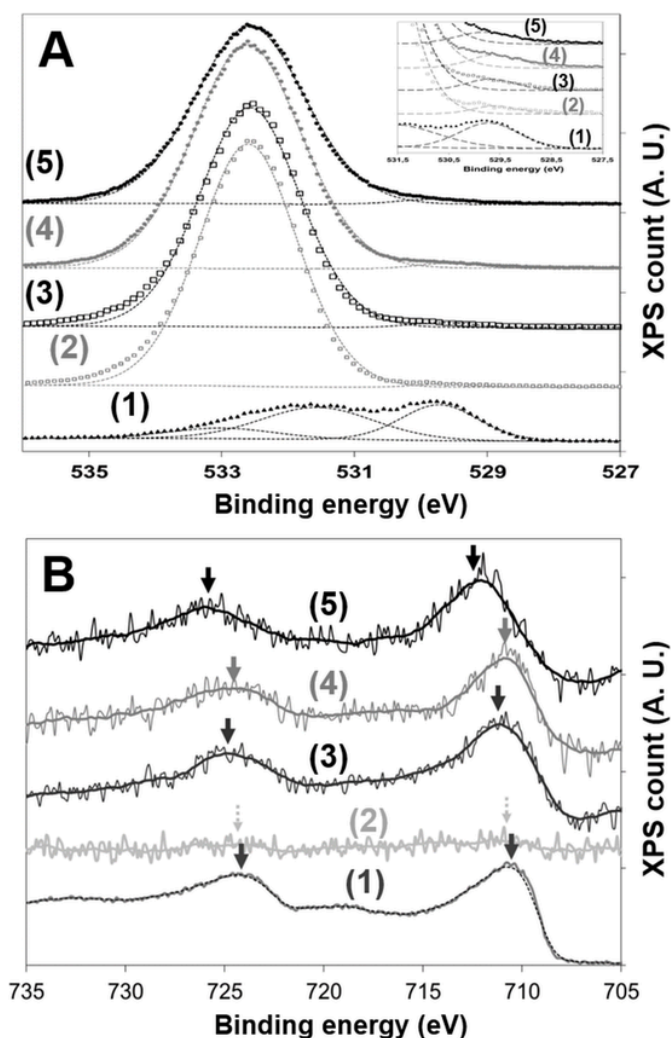 A
(5)
(4)
(3)
(2)
(1)
(5)
(4)
(3)
(2)
(1)
531,5 530,5 529,5 528,5 527,5
Binding energy (eV)
XPS count (A. U.)
535 533 531 529 527
Binding energy (eV)
B
(5)
(4)
(3)
(2)
(1)
XPS count (A. U.)
735 730 725 720 715 710 705
Binding energy (eV)